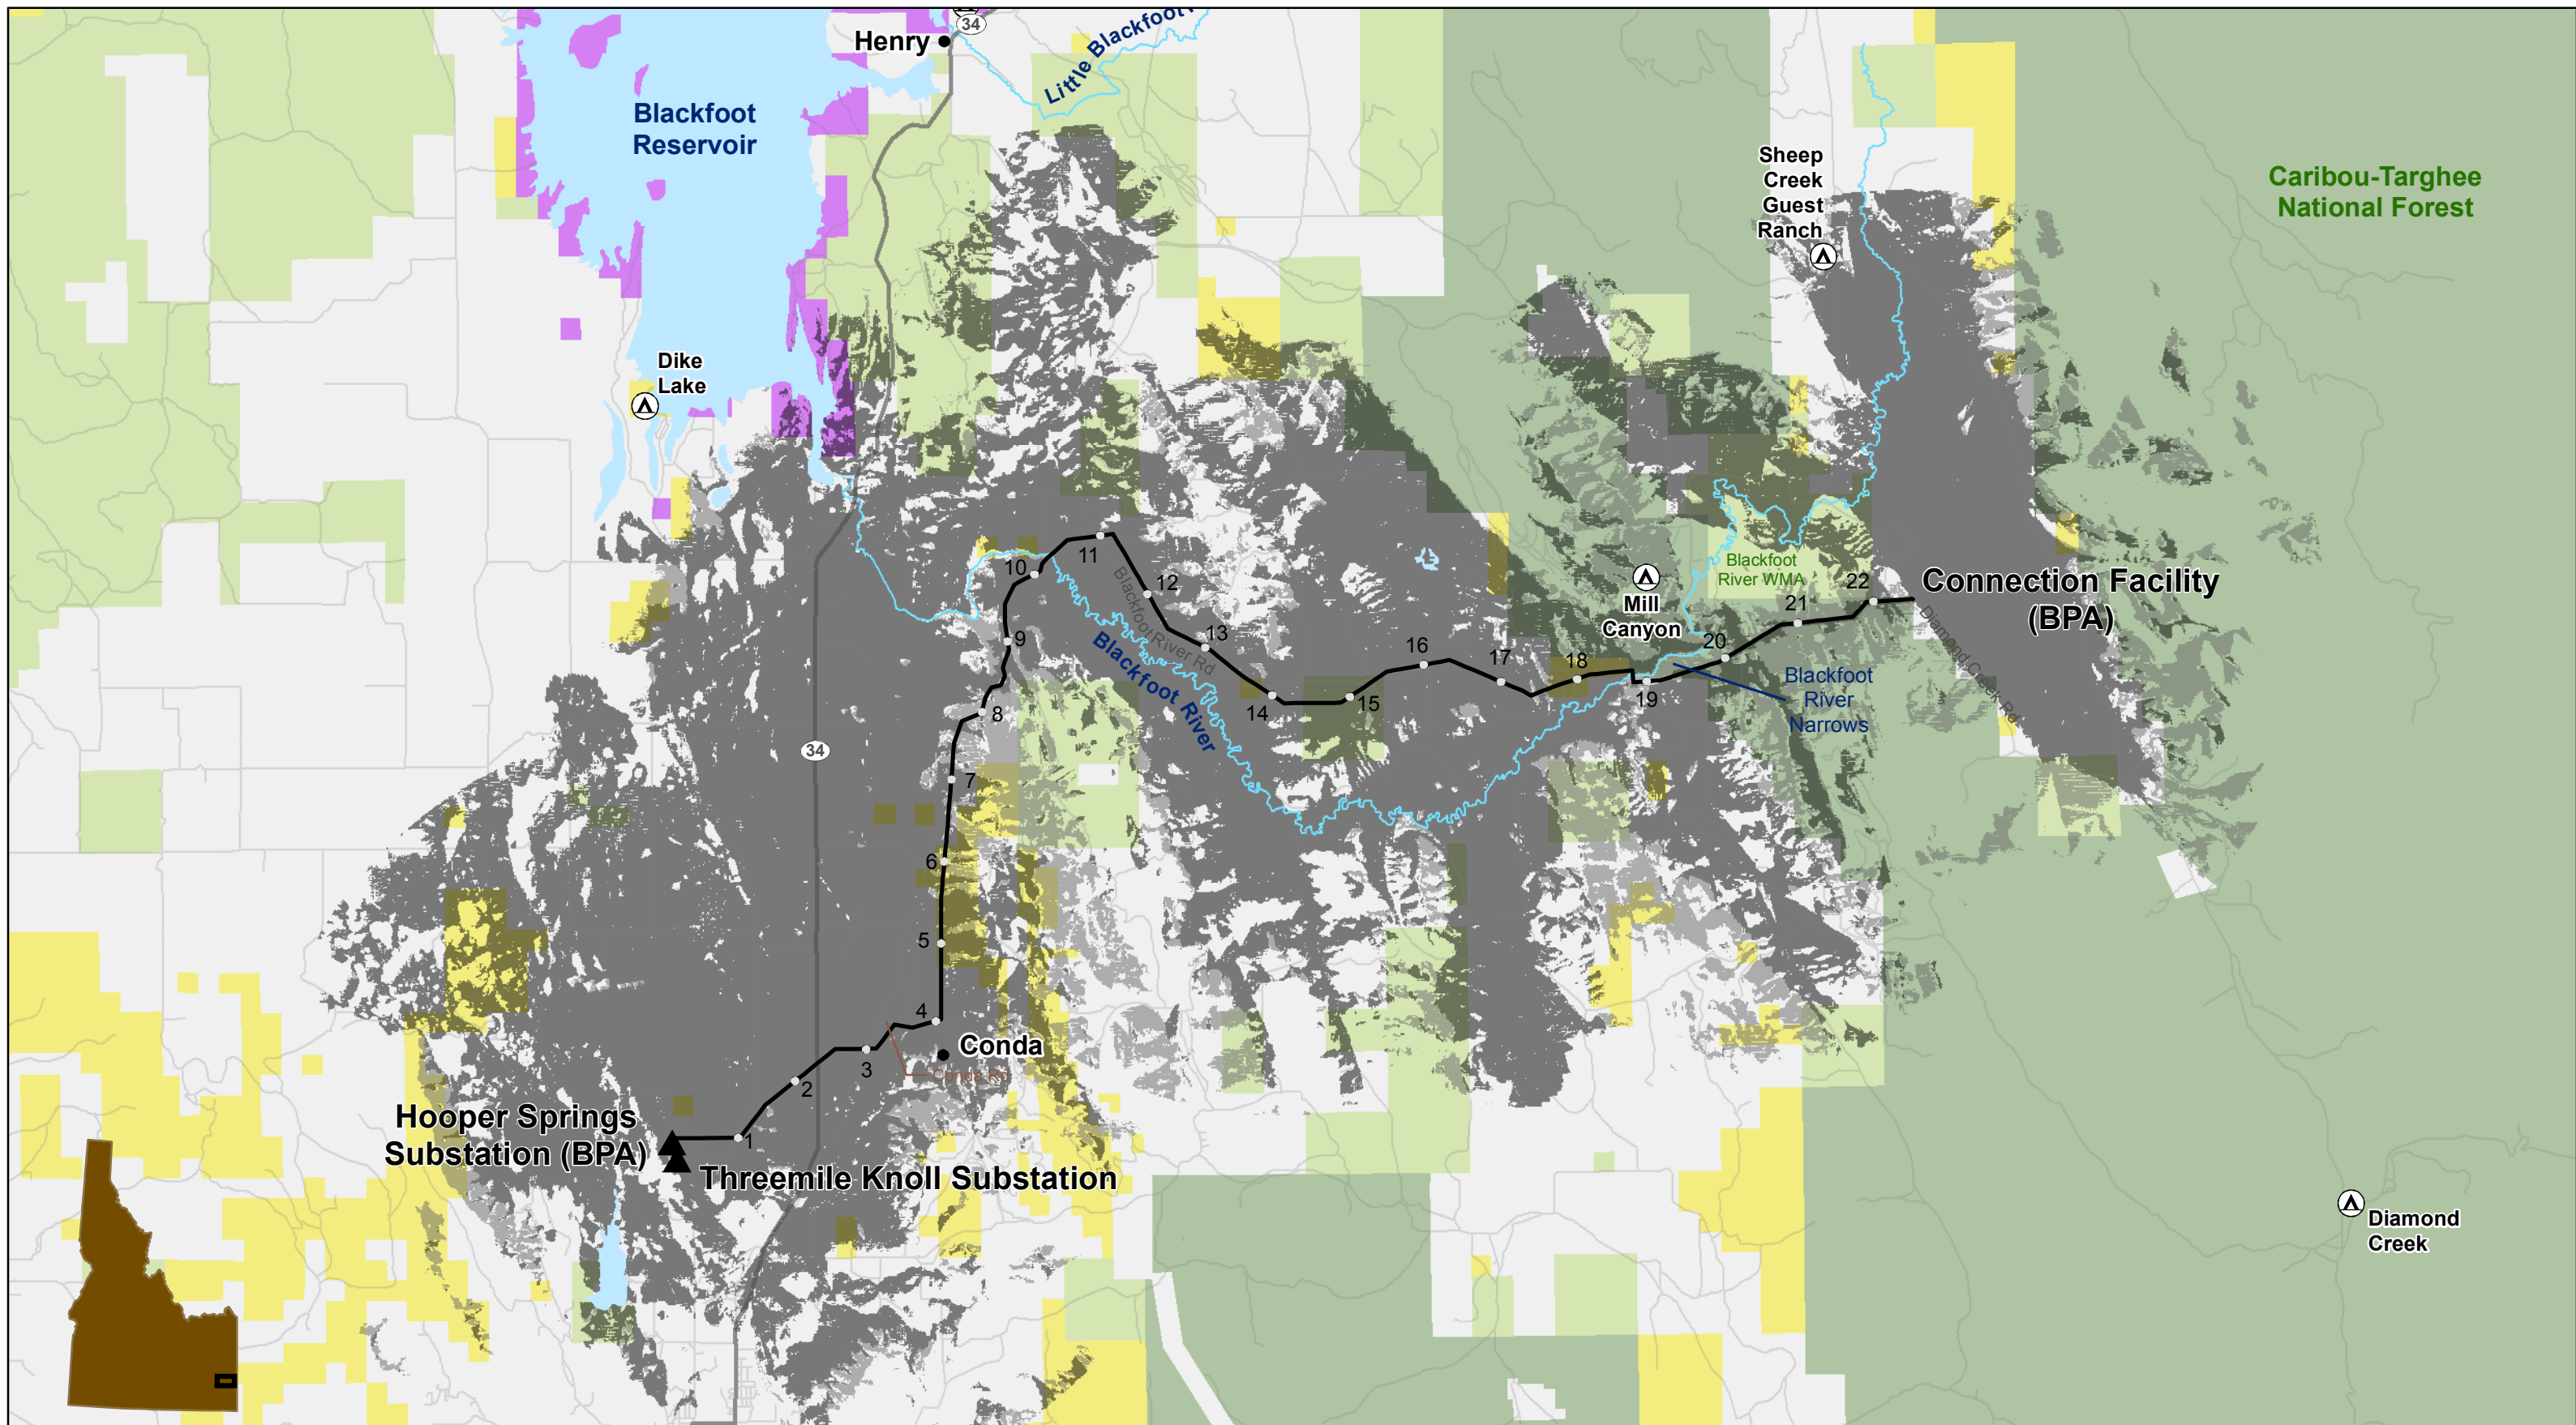 34
Henry
Little Blackfoot
Blackfoot
Reservoir
Sheep
Creek
Guest
Ranch
Caribou-Targhee
National Forest
Dike
Lake
11
10
12
Blackfoot River Rd
Blackfoot
River WMA
22
Connection Facility
(BPA)
Mill
Canyon
21
Diamond Creek Rd
9
13
20
Blackfoot River
16
17
18
19
Blackfoot
River
Narrows
8
14
15
34
7
6
5
4
Conda
3
Conda Rd
2
Hooper Springs
Substation (BPA)
1
Threemile Knoll Substation
Diamond
Creek